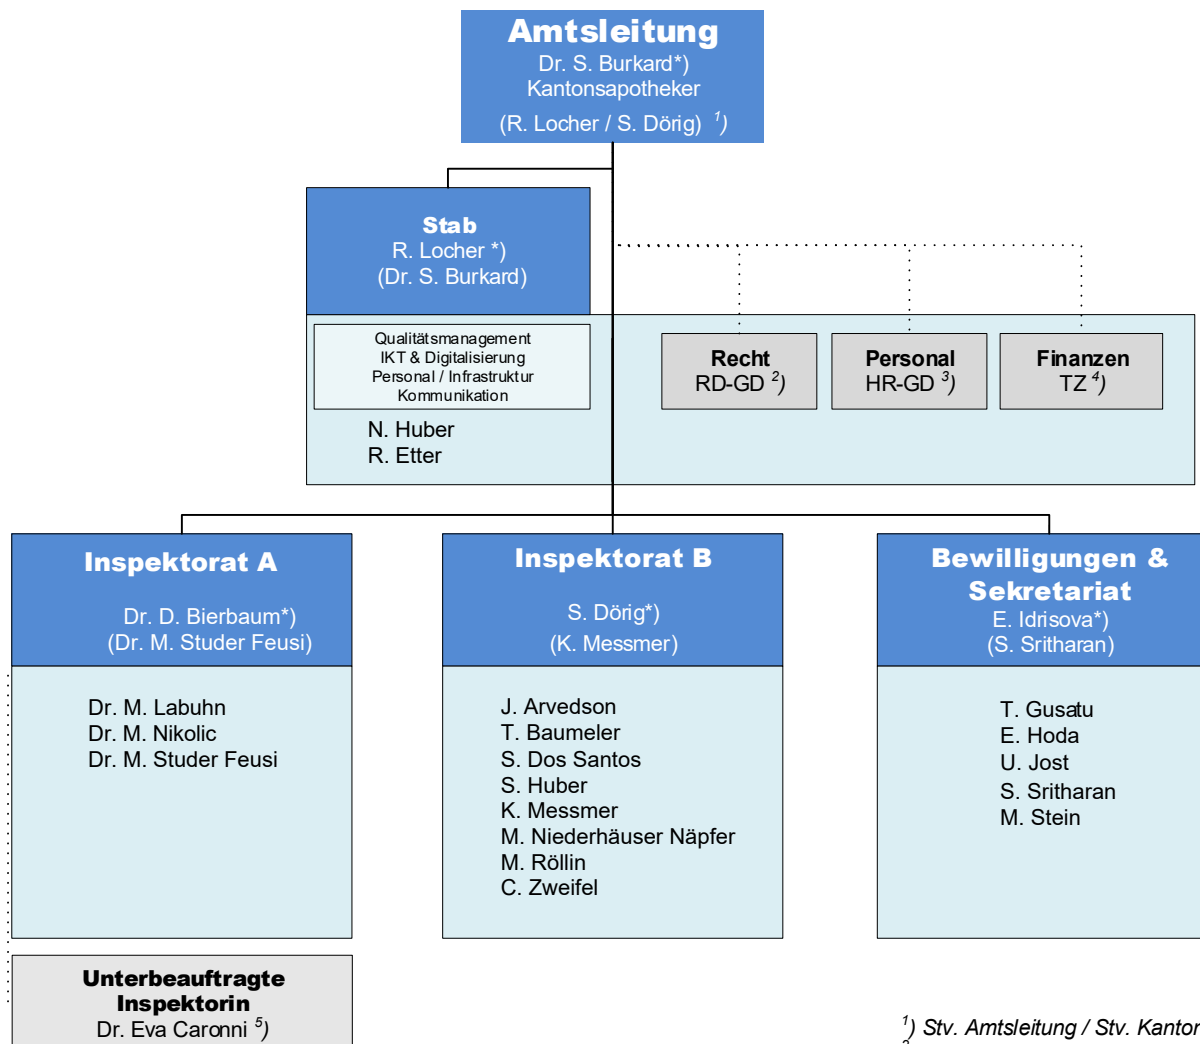 Amtsleitung
Dr. S. Burkard*)
Kantonsapotheker
(R. Locher / S. Dörig) 1)
Stab
R. Locher *)
(Dr. S. Burkard)
Qualitätsmanagement
IKT & Digitalisierung
Personal / Infrastruktur
Kommunikation
N. Huber
R. Etter
Recht
RD-GD 2)
Personal
HR-GD 3)
Finanzen
TZ 4)
Inspektorat A
Dr. D. Bierbaum*)
(Dr. M. Studer Feusi)
Dr. M. Labuhn
Dr. M. Nikolic
Dr. M. Studer Feusi
Unterbeauftragte
Inspektorin
Dr. Eva Caronni 5)
Inspektorat B
S. Dörig*)
(K. Messmer)
J. Arvedson
T. Baumeler
S. Dos Santos
S. Huber
K. Messmer
M. Niederhäuser Näpfer
M. Röllin
C. Zweifel
Bewilligungen &
Sekretariat
E. Idrisova*)
(S. Sritharan)
T. Gusatu
E. Hoda
U. Jost
S. Sritharan
M. Stein
1) Stv. Amtsleitung / Stv. Kanton